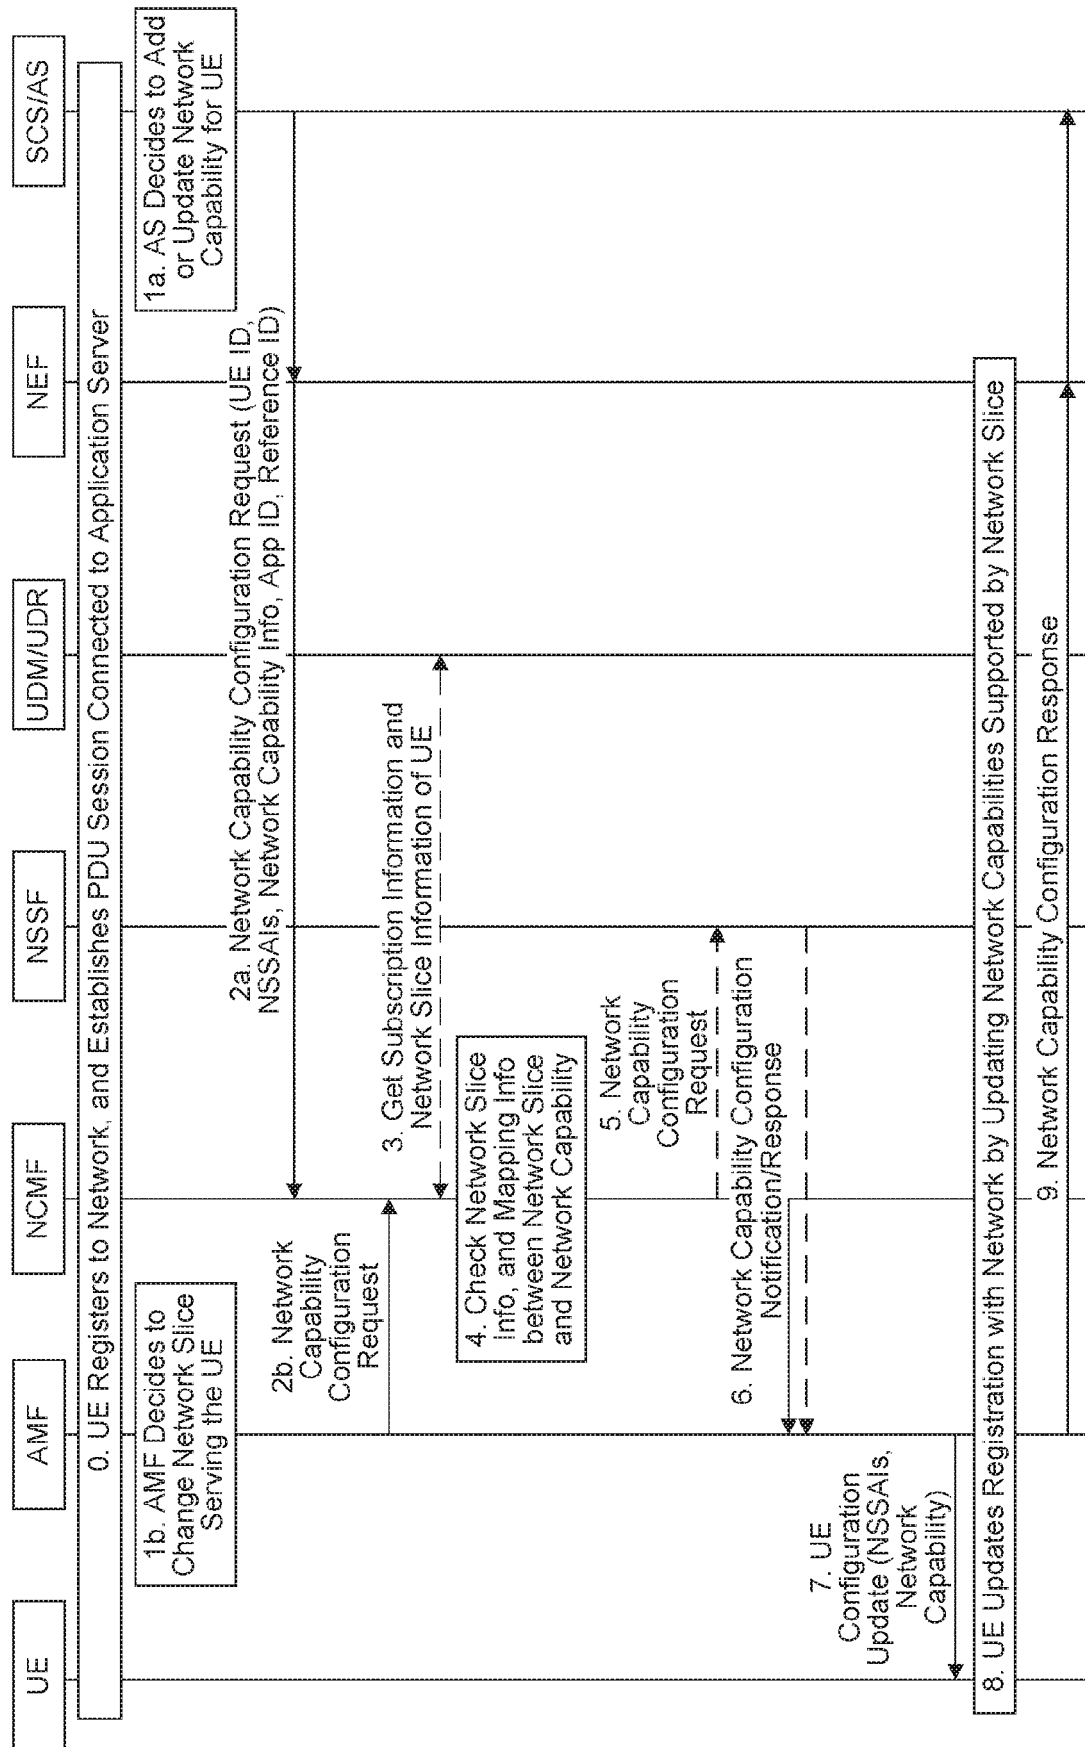 UE
AMF
NCMF
NSSF
UDM/UDR
NEF
SCS/AS
0. UE Registers to Network, and Establishes PDU Session Connected to Application Server
1b. AMF Decides to
Change Network Slice
Serving the UE
1a. AS Decides to Add
or Update Network
Capability for UE
2a. Network Capability Configuration Request (UE ID,
NSSAIs, Network Capability Info, App ID, Reference ID)
2b. Network
Capability
Configuration
Request
3. Get Subscription Information and
Network Slice Information of UE
4. Check Network Slice
Info, and Mapping Info
between Network Slice
and Network Capability
5. Network
Capability
Configuration
Request
6. Network Capability Configuration
Notification/Response
7. UE
Configuration
Update (NSSAIs,
Network
Capability)
8. UE Updates Registration with Network by Updating Network Capabilities Supported by Network Slice
9. Network Capability Configuration Response